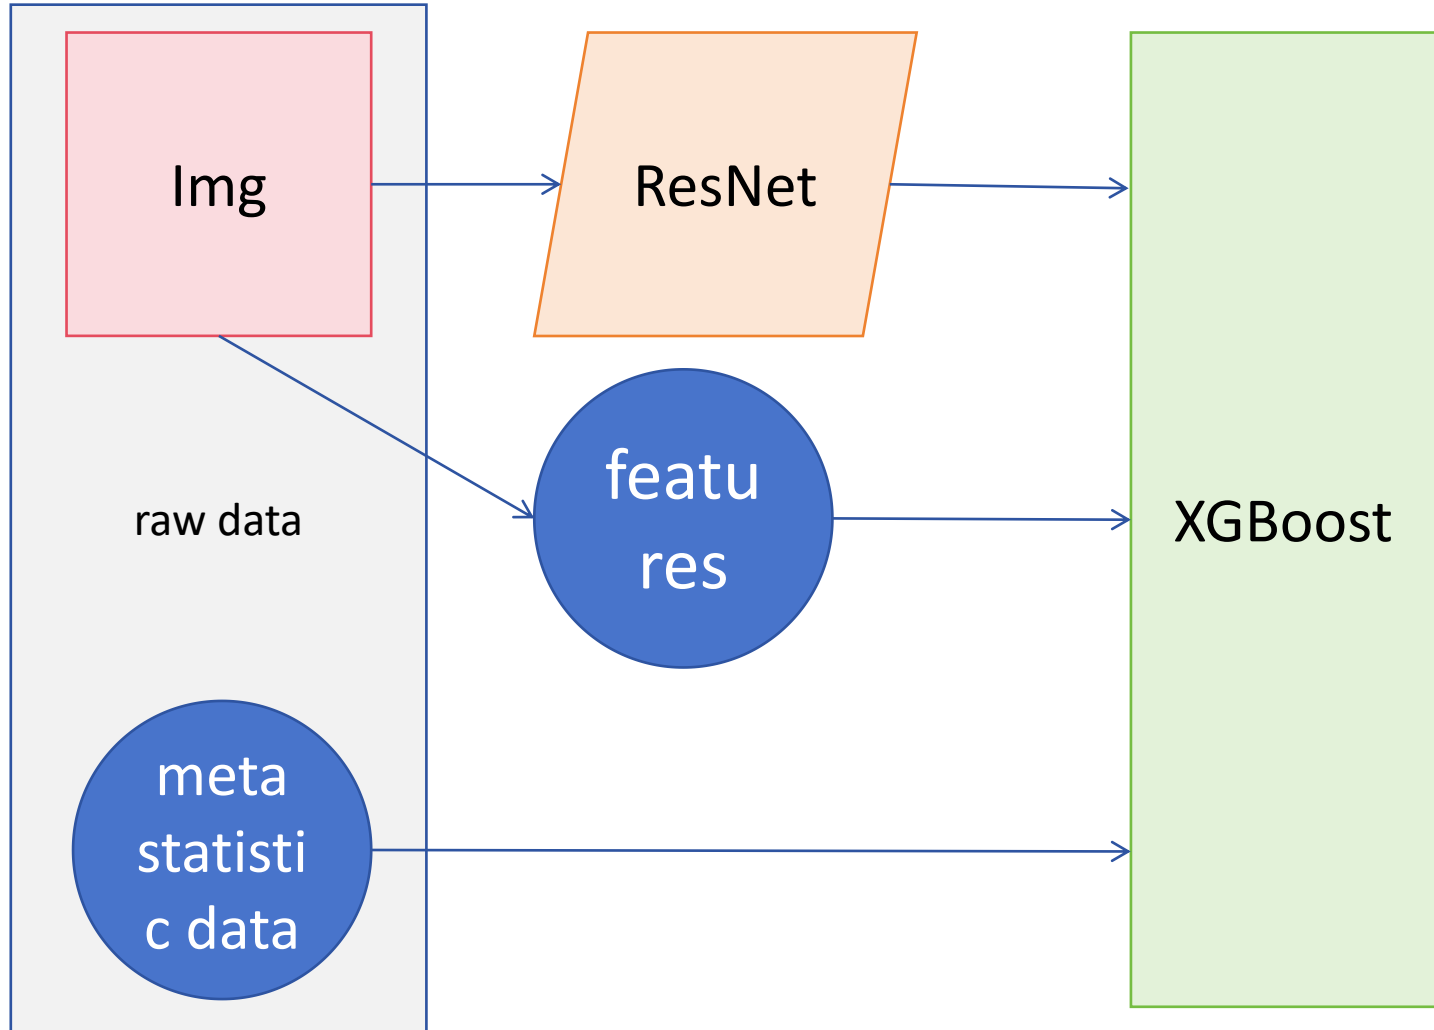 Img
ResNet
featu
res
raw data
XGBoost
meta
statisti
c data